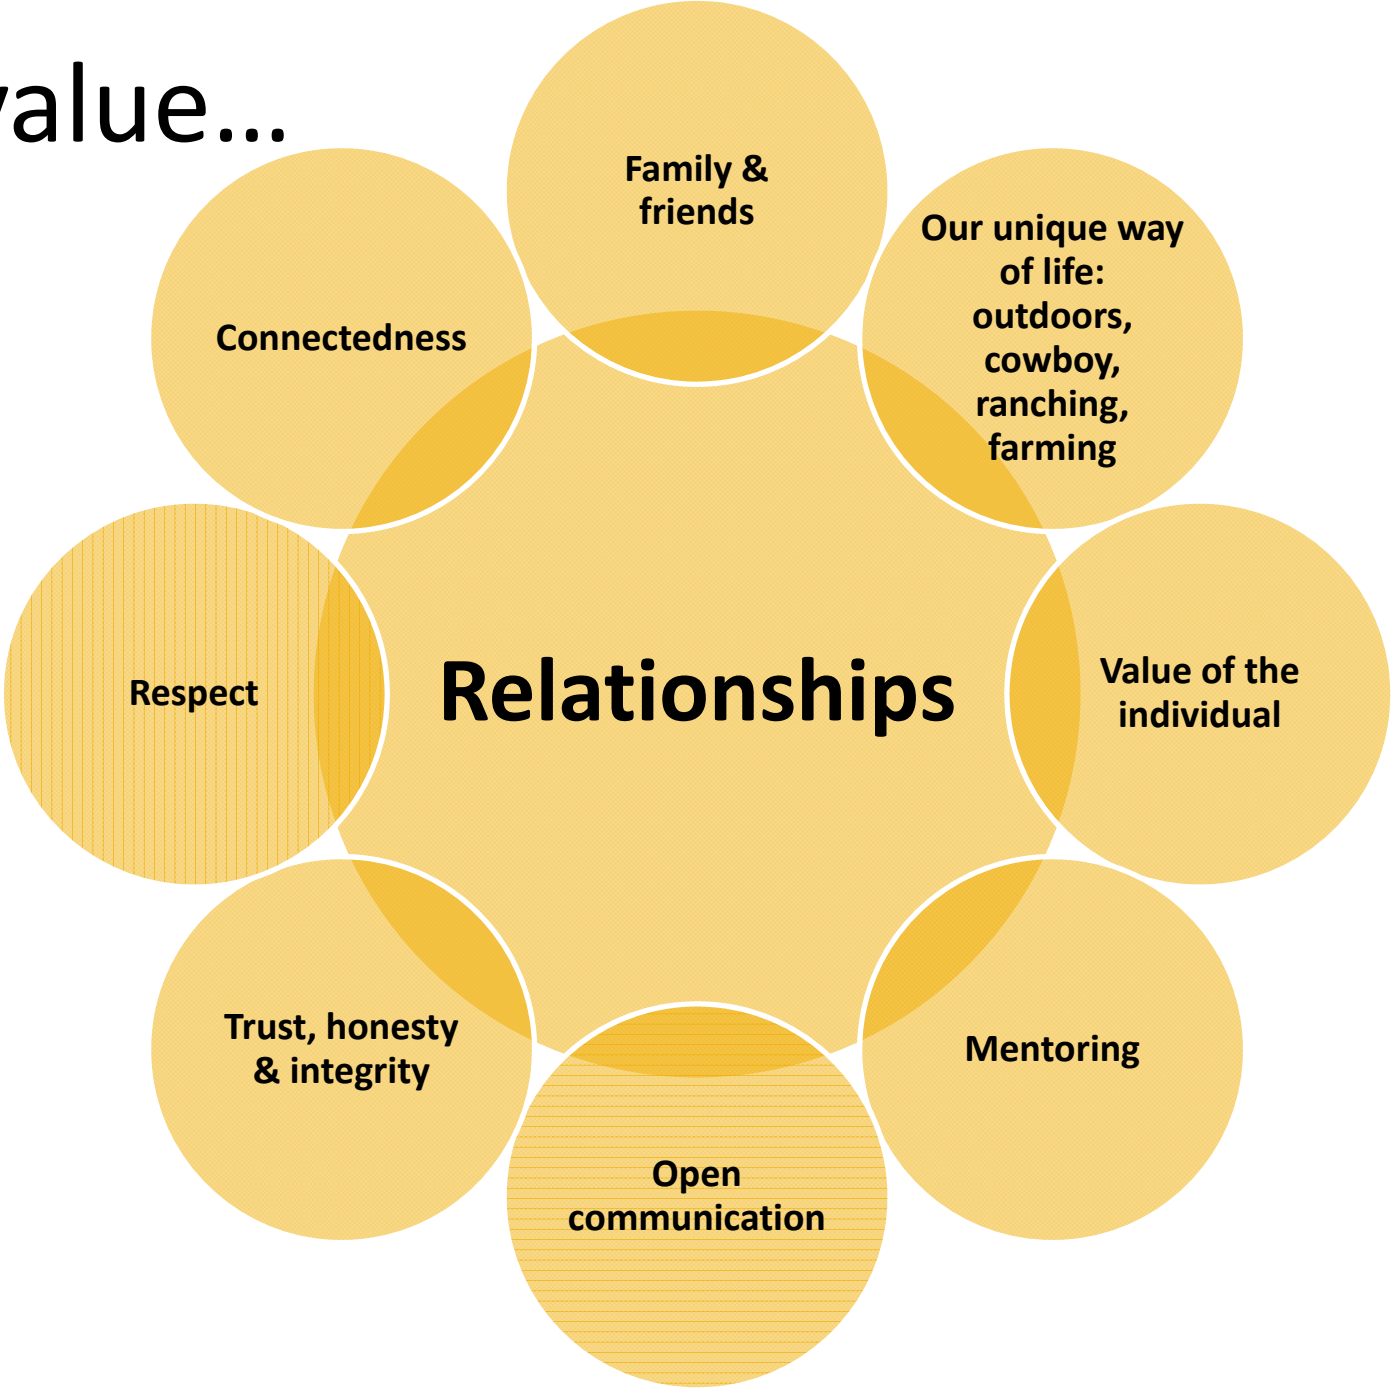 value...
Family &
friends
Our unique way
of life:
outdoors,
cowboy,
ranching,
farming
Connectedness
Relationships
Respect
Value of the
individual
Trust, honesty
& integrity
Mentoring
Open
communication